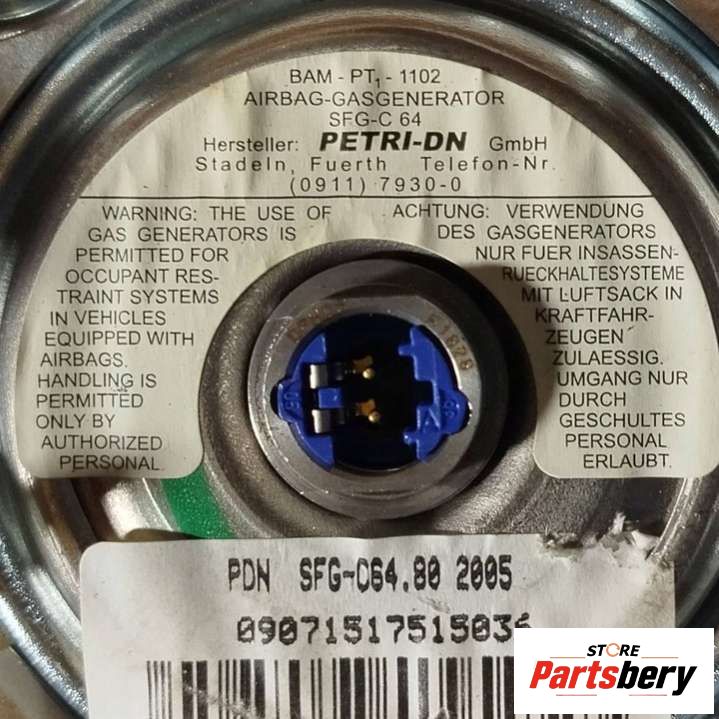 BAM - PT₁ - 1102
AIRBAG-GASGENERATOR
SFG-C 64
Hersteller: PETRI-DN GmbH
Stadeln, Fuerth Telefon-Nr.
(0911) 7930-0
WARNING: THE USE OF
GAS GENERATORS IS
PERMITTED FOR
OCCUPANT RES-
TRAINT SYSTEMS
IN VEHICLES
EQUIPPED WITH
AIRBAGS.
HANDLING IS
PERMITTED
ONLY BY
AUTHORIZED
PERSONAL.
ACHTUNG: VERWENDUNG
DES GASGENERATORS
NUR FUER INSASSEN-
RUECKHALTESYSTEME
MIT LUFTSACK IN
KRAFTFAHR-
ZEUGEN
ZULAESSIG.
UMGANG NUR
DURCH
GESCHULTES
PERSONAL
ERLAUBT.
PDN SFG-C64.80 2005
STORE
Partsbery